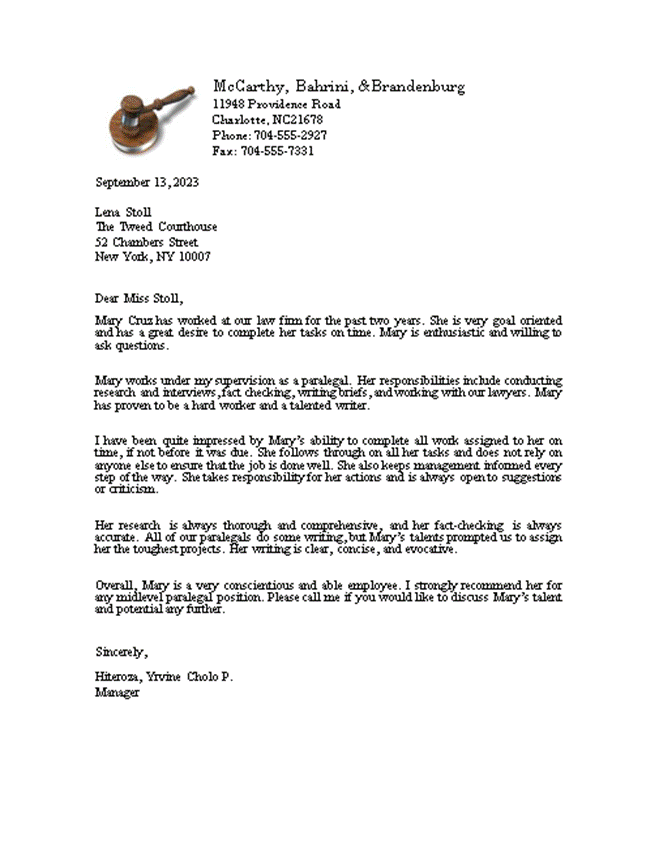 McCarthy, Bahrini, &Brandenburg
11948 Providence Road
Charlotte, NC21678
Phone: 704-555-2927
Fax: 704-555-7331
September 13, 2023
Lena Stoll
The Tweed Courthouse
52 Chambers Street
New York, NY 10007
Dear Miss Stoll,
Mary Cruz has worked at our law firm for the past two years. She is very goal oriented
and has a great desire to complete her tasks on time. Mary is enthusiastic and willing to
ask questions.
Mary works under my supervision as a paralegal. Her responsibilities include conducting
research and interviews, fact checking, writing briefs, and working with our lawyers. Mary
has proven to be a hard worker and a talented writer.
I have been quite impressed by Mary's ability to complete all work assigned to her on
time, if not before it was due. She follows through on all her tasks and does not rely on
anyone else to ensure that the job is done well. She also keeps management informed every
step of the way. She takes responsibility for her actions and is always open to suggestions
or criticism.
Her research is always thorough and comprehensive, and her fact-checking is always
accurate. All of our paralegals do some writing, but Mary's talents prompted us to assign
her the toughest projects. Her writing is clear, concise, and evocative.
Overall, Mary is a very conscientious and able employee. I strongly recommend her for
any midlevel paralegal position. Please call me if you would like to discuss Mary's talent
and potential any further.
Sincerely,
Hiteroza, Yrvine Cholo P.
Manager